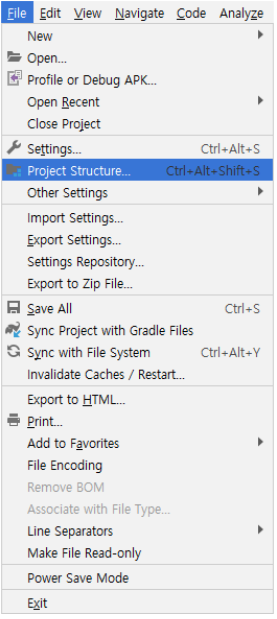 File Edit View Navigate Code Analyze
New
Open...
Profile or Debug APK...
Open Recent
Close Project
Settings... Ctrl+Alt+S
Project Structure... Ctrl+Alt+Shift+S
Other Settings
Import Settings...
Export Settings...
Settings Repository...
Export to Zip File...
Save All Ctrl+S
Sync Project with Gradle Files
Sync with File System Ctrl+Alt+Y
Invalidate Caches / Restart...
Export to HTML...
Print...
Add to Favorites
File Encoding
Remove BOM
Associate with File Type...
Line Separators
Make File Read-only
Power Save Mode
Exit